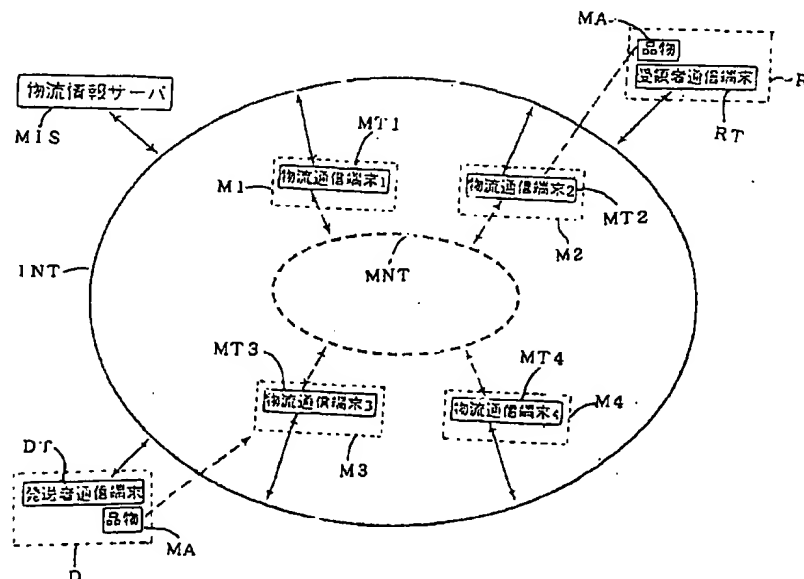 MA
品物
受領者通信端末
R
RT
物流情報サーバ
MIS
MT1
M1
物流通信端末1
物流通信端末2
MT2
M2
INT
MNT
MT3
MT4
物流通信端末3
物流通信端末4
M4
M3
DT
発送者通信端末
品物
MA
D